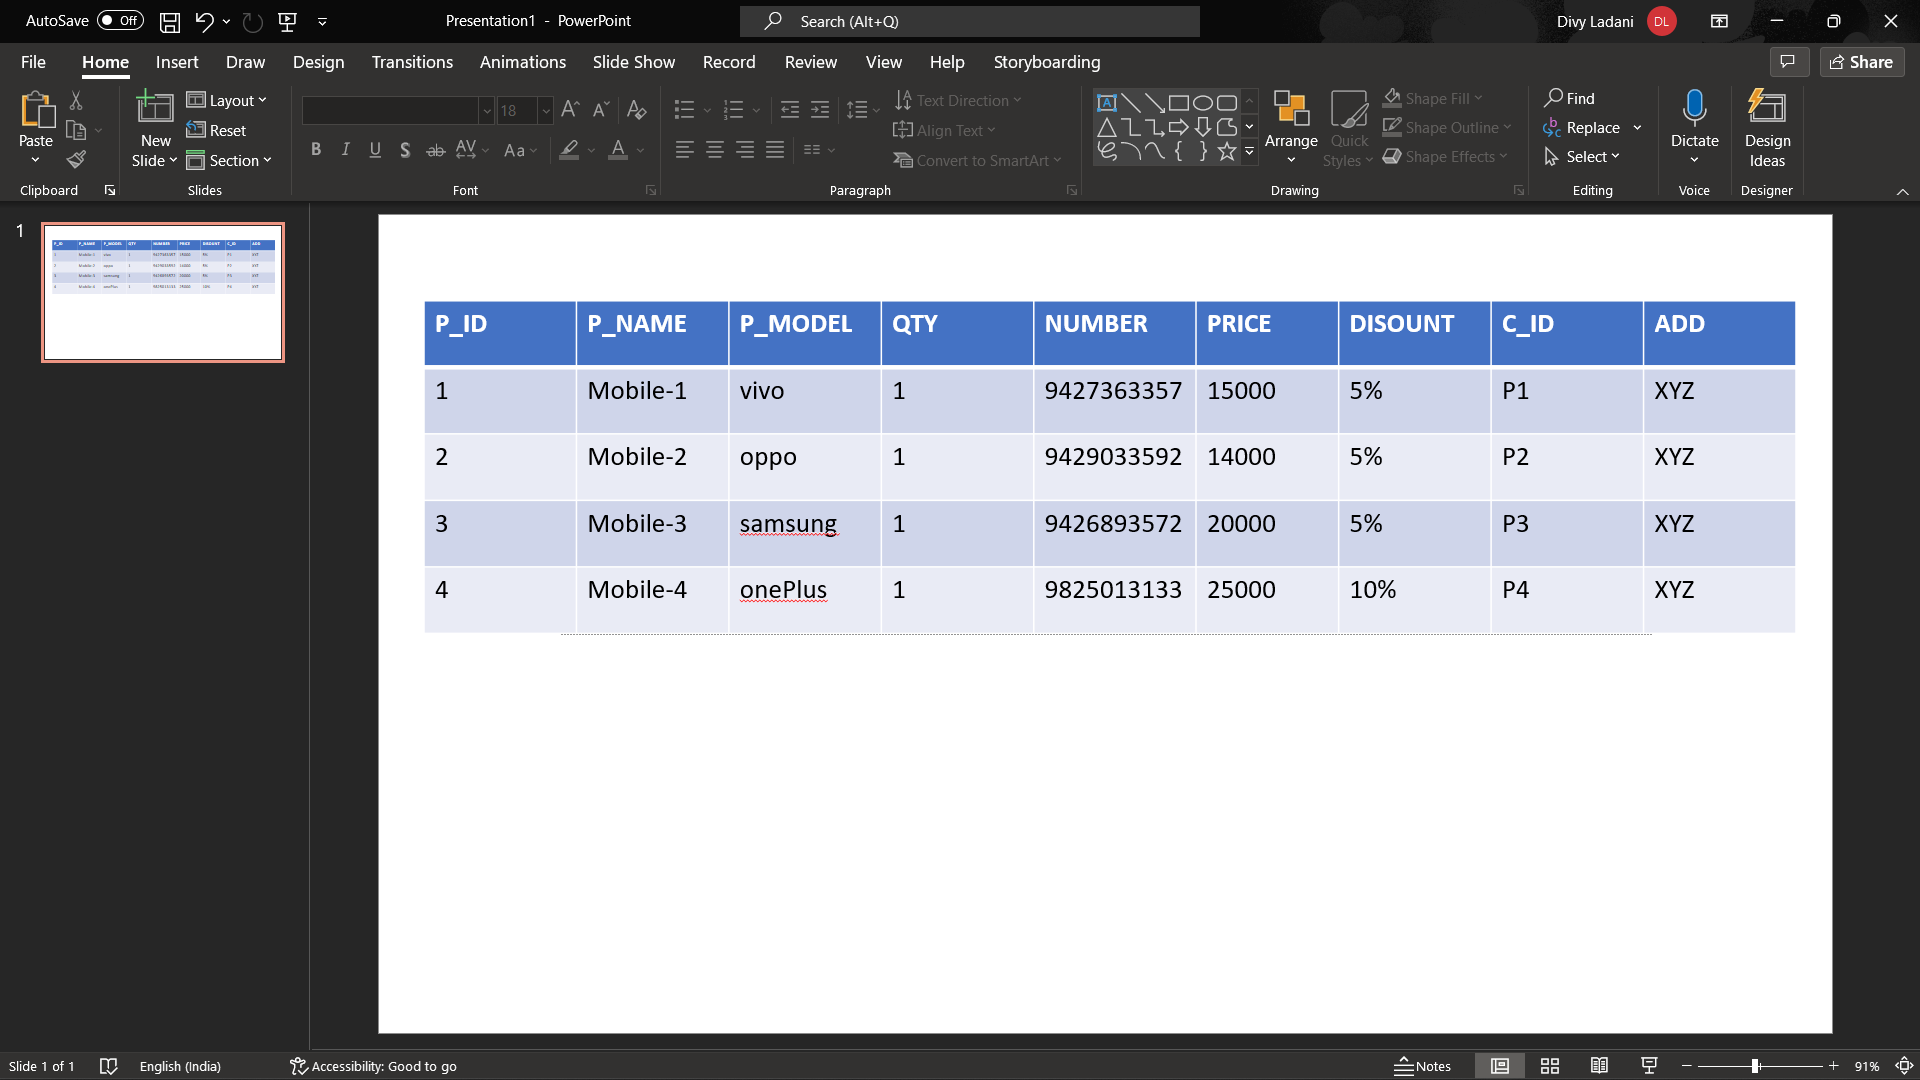 AutoSave Off Presentation1 - PowerPoint Search (Alt+Q) Divy Ladani DL
File Home Insert Draw Design Transitions Animations Slide Show Record Review View Help Storyboarding Share
Paste
New Slide
Layout
Reset
Section
18
B I U S ab AV Aa A
Text Direction
Align Text
Convert to SmartArt
Arrange
Quick Styles
Shape Fill
Shape Outline
Shape Effects
Find
Replace
Select
Dictate
Design Ideas
Clipboard Slides Font Paragraph Drawing Editing Voice Designer
1
P_ID P_NAME P_MODEL QTY NUMBER PRICE DISOUNT C_ID ADD
1 Mobile-1 vivo 1 9427363357 15000 5% P1 XYZ
2 Mobile-2 oppo 1 9429033592 14000 5% P2 XYZ
3 Mobile-3 samsung 1 9426893572 20000 5% P3 XYZ
4 Mobile-4 onePlus 1 9825013133 25000 10% P4 XYZ
Slide 1 of 1 English (India) Accessibility: Good to go Notes 91%